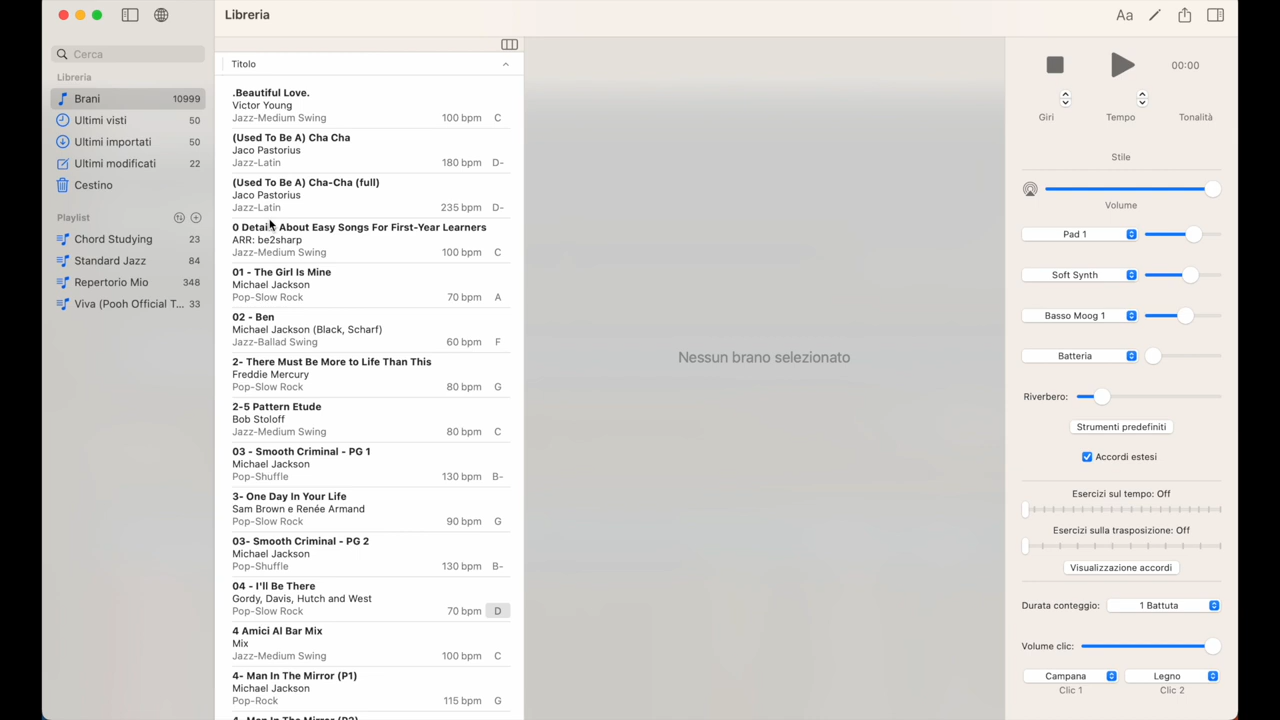 Libreria
Aa
Cerca
Libreria
Brani 10999
Ultimi visti 50
Ultimi importati 50
Ultimi modificati 22
Cestino
Playlist
Chord Studying 23
Standard Jazz 84
Repertorio Mio 348
Viva (Pooh Official T... 33
Titolo
.Beautiful Love.
Victor Young
Jazz-Medium Swing 100 bpm C
(Used To Be A) Cha Cha
Jaco Pastorius
Jazz-Latin 180 bpm D-
(Used To Be A) Cha-Cha (full)
Jaco Pastorius
Jazz-Latin 235 bpm D-
0 Details About Easy Songs For First-Year Learners
ARR: be2sharp
Jazz-Medium Swing 100 bpm C
01 - The Girl Is Mine
Michael Jackson
Pop-Slow Rock 70 bpm A
02 - Ben
Michael Jackson (Black, Scharf)
Jazz-Ballad Swing 60 bpm F
2- There Must Be More to Life Than This
Freddie Mercury
Pop-Slow Rock 80 bpm G
2-5 Pattern Etude
Bob Stoloff
Jazz-Medium Swing 80 bpm C
03 - Smooth Criminal - PG 1
Michael Jackson
Pop-Shuffle 130 bpm B-
3- One Day In Your Life
Sam Brown e Renée Armand
Pop-Slow Rock 90 bpm G
03- Smooth Criminal - PG 2
Michael Jackson
Pop-Shuffle 130 bpm B-
04 - I'll Be There
Gordy, Davis, Hutch and West
Pop-Slow Rock 70 bpm D
4 Amici Al Bar Mix
Mix
Jazz-Medium Swing 100 bpm C
4- Man In The Mirror (P1)
Michael Jackson
Pop-Rock 115 bpm G
4- Man In The Mirror (P2)
Nessun brano selezionato
00:00
Giri Tempo Tonalità
Stile
Volume
Pad 1
Soft Synth
Basso Moog 1
Batteria
Riverbero:
Strumenti predefiniti
Accordi estesi
Esercizi sul tempo: Off
Esercizi sulla trasposizione: Off
Visualizzazione accordi
Durata conteggio: 1 Battuta
Volume clic:
Campana Legno
Clic 1 Clic 2